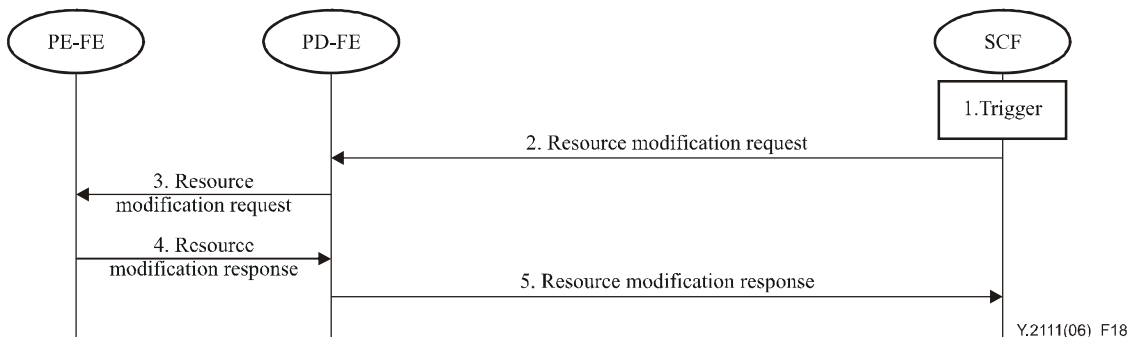 PE-FE
PD-FE
SCF
1.Trigger
2. Resource modification request
3. Resource
modification request
4. Resource
modification response
5. Resource modification response
Y.2111(06)_F18